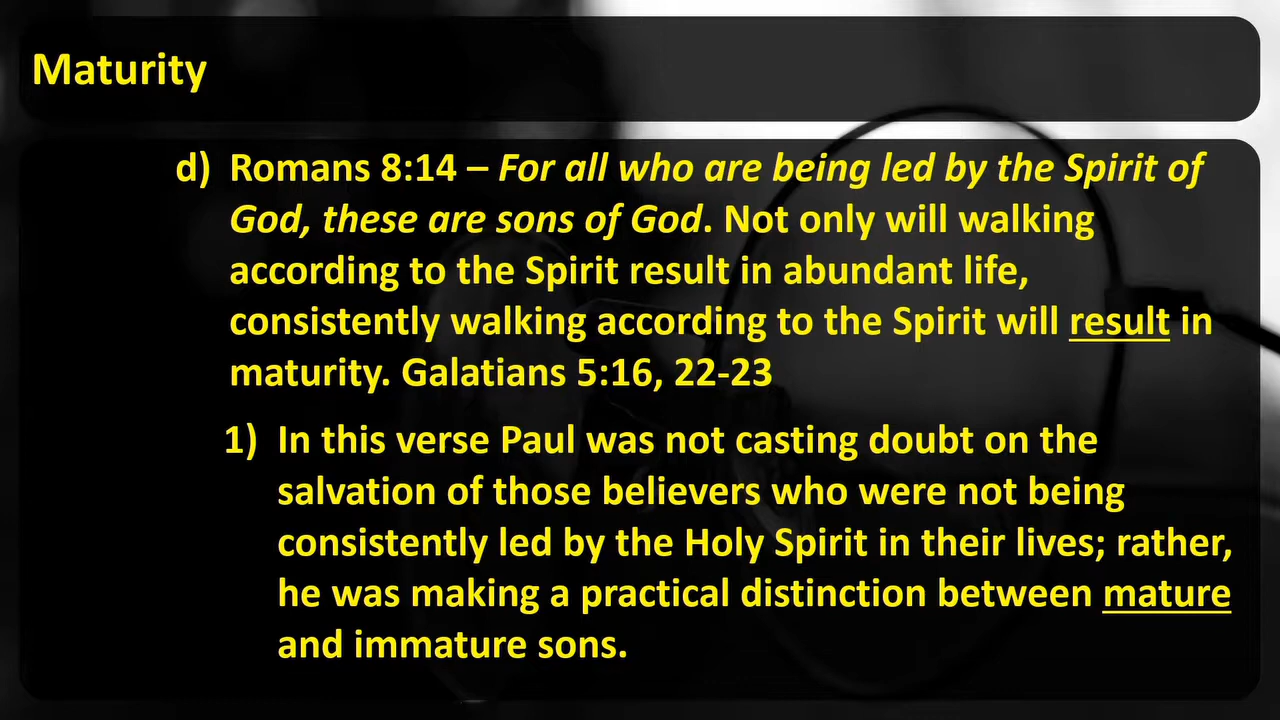 Maturity
d) Romans 8:14 – For all who are being led by the Spirit of
God, these are sons of God. Not only will walking
according to the Spirit result in abundant life,
consistently walking according to the Spirit will result in
maturity. Galatians 5:16, 22-23
1) In this verse Paul was not casting doubt on the
salvation of those believers who were not being
consistently led by the Holy Spirit in their lives; rather,
he was making a practical distinction between mature
and immature sons.